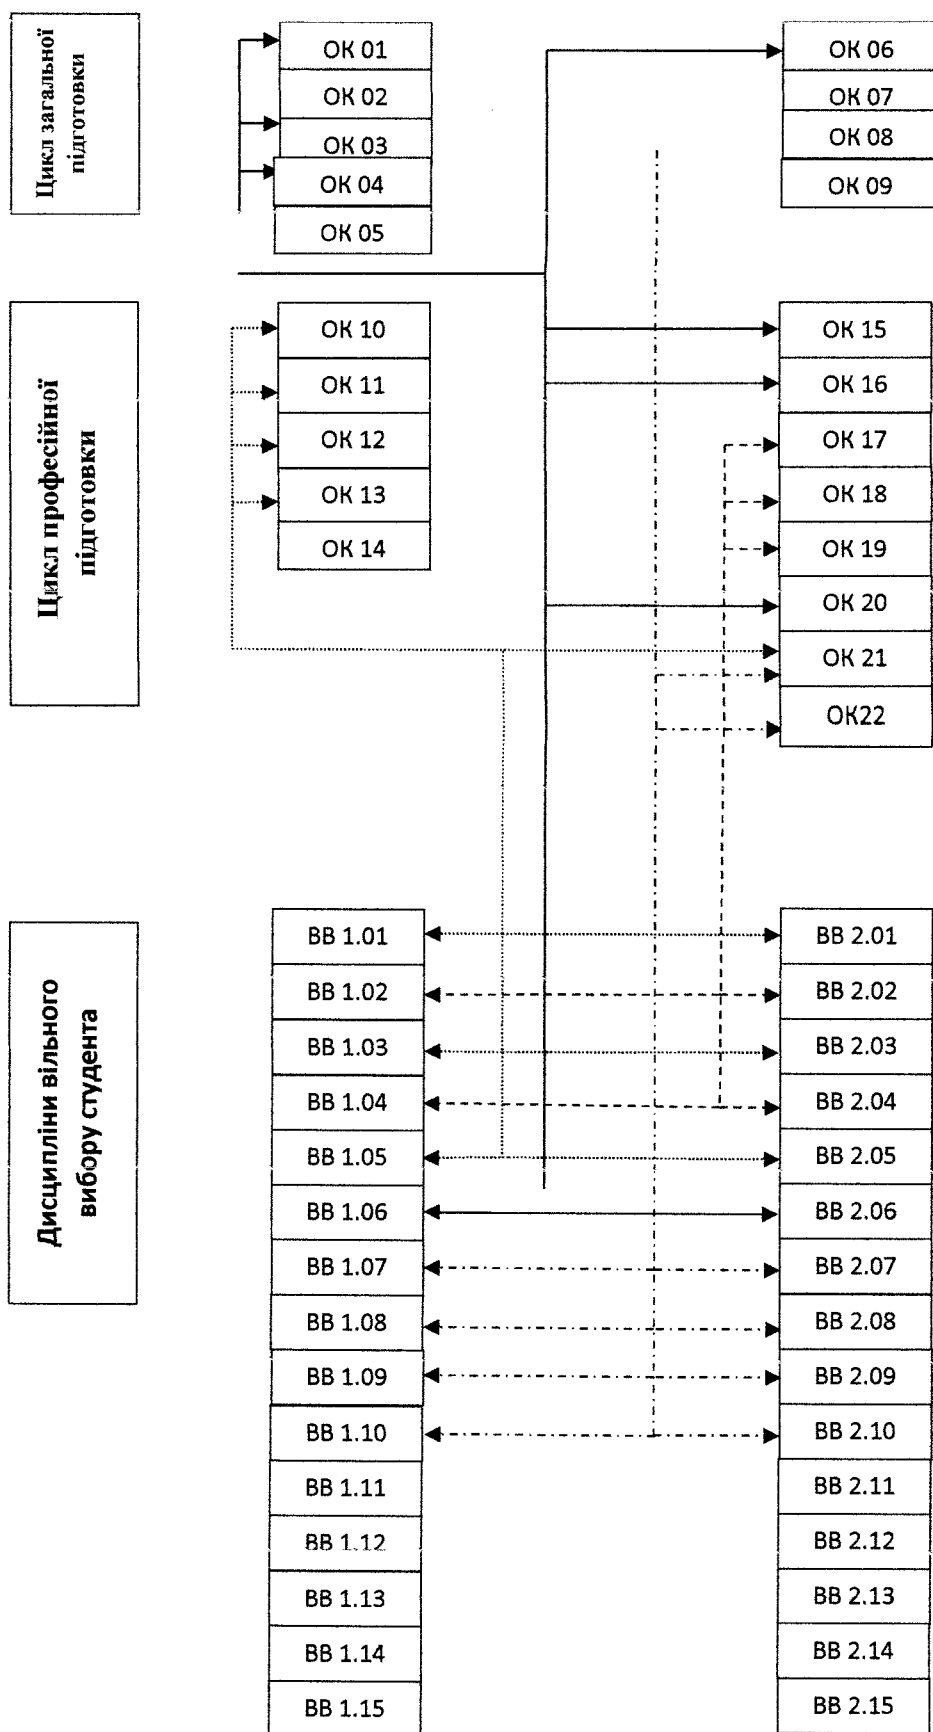 Цикл загальної
підготовки
ОК 01
ОК 02
ОК 03
ОК 04
ОК 05
ОК 06
ОК 07
ОК 08
ОК 09
Цикл професійної
підготовки
ОК 10
ОК 11
ОК 12
ОК 13
ОК 14
ОК 15
ОК 16
ОК 17
ОК 18
ОК 19
ОК 20
ОК 21
ОК22
Дисципліни вільного
вибору студента
ВВ 1.01
ВВ 1.02
ВВ 1.03
ВВ 1.04
ВВ 1.05
ВВ 1.06
ВВ 1.07
ВВ 1.08
ВВ 1.09
ВВ 1.10
ВВ 1.11
ВВ 1.12
ВВ 1.13
ВВ 1.14
ВВ 1.15
ВВ 2.01
ВВ 2.02
ВВ 2.03
ВВ 2.04
ВВ 2.05
ВВ 2.06
ВВ 2.07
ВВ 2.08
ВВ 2.09
ВВ 2.10
ВВ 2.11
ВВ 2.12
ВВ 2.13
ВВ 2.14
ВВ 2.15